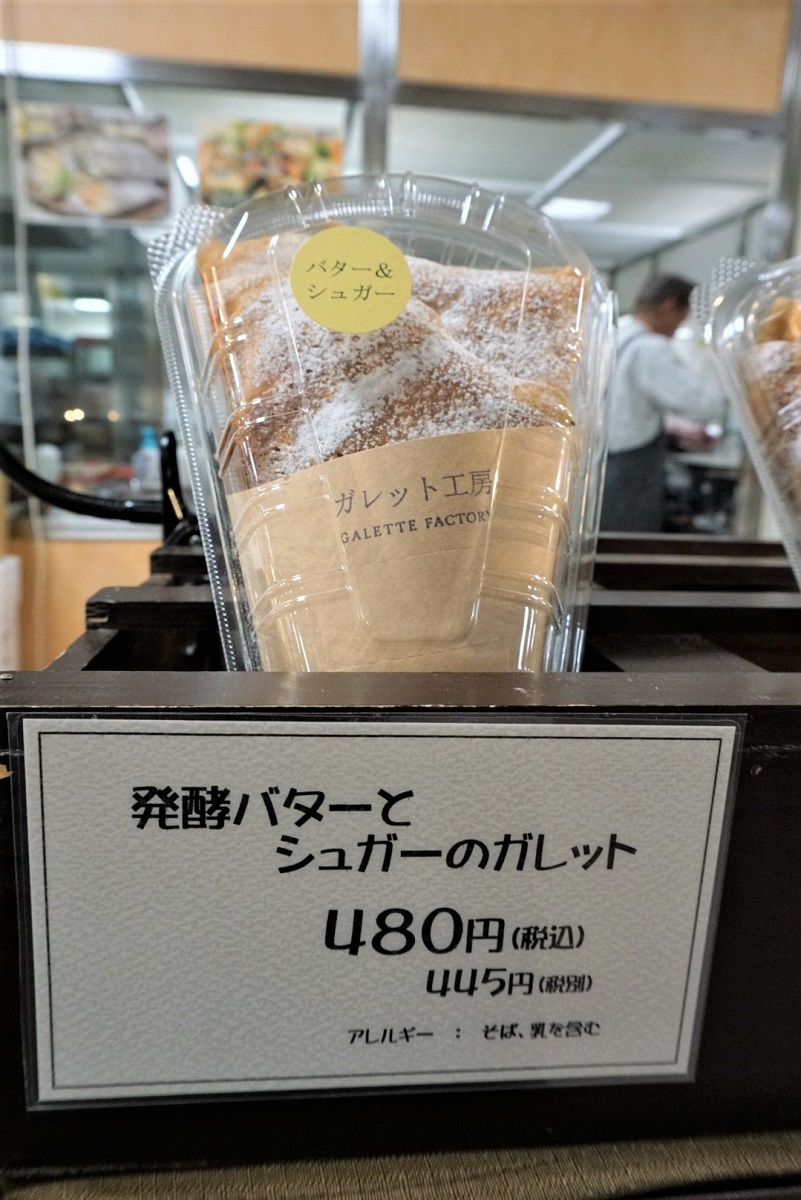 バター&
シュガー
ガレット工房
GALETTE FACTORY
発酵バターと
シュガーのガレット
480円(税込)
445円(税別)
アレルギー : そば、乳を含む